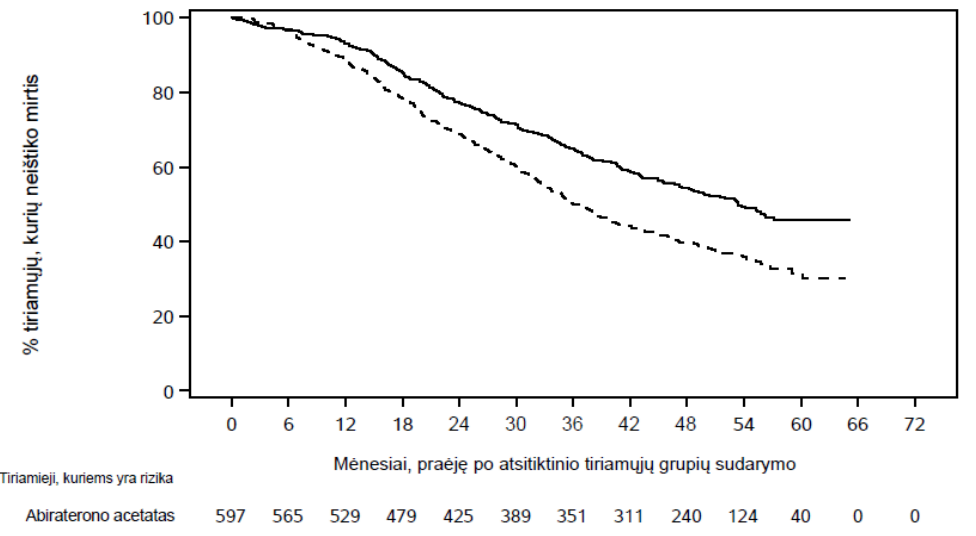 % tiriamųjų, kurių neištiko mirtis
100
80
60
40
20
0
0 6 12 18 24 30 36 42 48 54 60 66 72
Mėnesiai, praėję po atsitiktinio tiriamųjų grupių sudarymo
Tiriamieji, kuriems yra rizika
Abiraterono acetatas 597 565 529 479 425 389 351 311 240 124 40 0 0